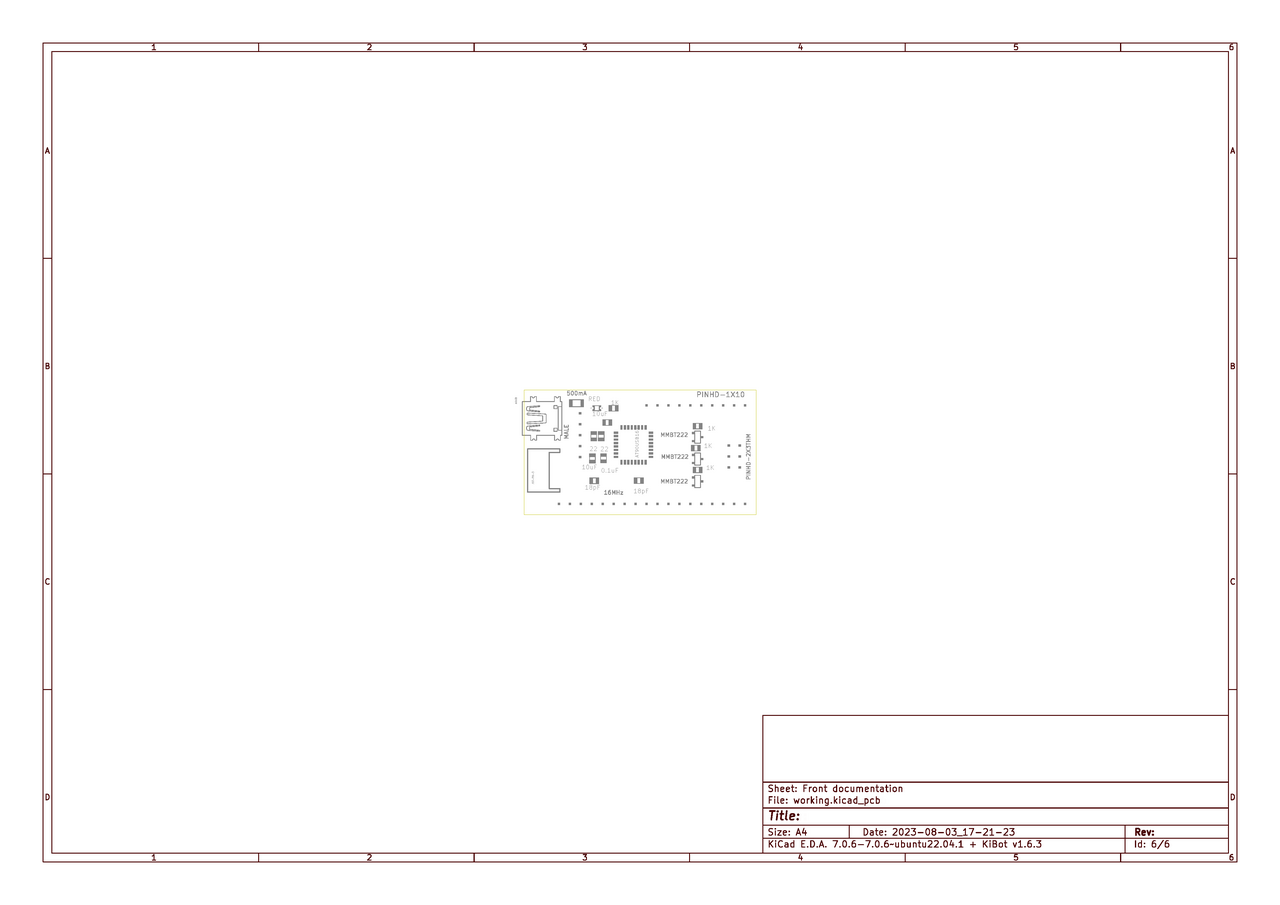 1 2 3 4 5 6
A A
B B
C C
D D
500mA
RED
1K
10uF
PINHD-1X10
MALE
MMBT222
1K
22 22
MMBT222
1K
10uF
0.1uF
MMBT222
1K
PINHD-2X3THM
18pF
16MHz
18pF
Sheet: Front documentation
File: working.kicad_pcb
Title:
Size: A4
Date: 2023-08-03_17-21-23
Rev:
KiCad E.D.A. 7.0.6-7.0.6~ubuntu22.04.1 + KiBot v1.6.3
Id: 6/6
1 2 3 4 5 6